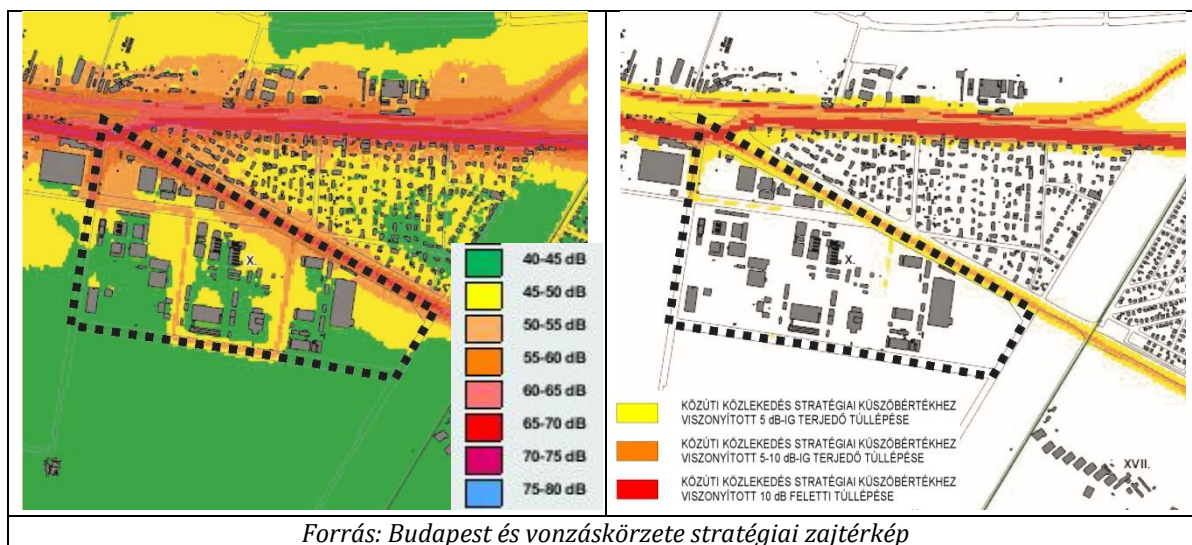 X.
40-45 dB
45-50 dB
50-55 dB
55-60 dB
60-65 dB
65-70 dB
70-75 dB
75-80 dB
X.
KÖZÚTI KÖZLEKEDÉS STRATÉGIAI KÜSZÖBÉRTÉKHEZ
VISZONYÍTOTT 5 dB-IG TERJEDŐ TÚLLÉPÉSE
KÖZÚTI KÖZLEKEDÉS STRATÉGIAI KÜSZÖBÉRTÉKHEZ
VISZONYÍTOTT 5-10 dB-IG TERJEDŐ TÚLLÉPÉSE
KÖZÚTI KÖZLEKEDÉS STRATÉGIAI KÜSZÖBÉRTÉKHEZ
VISZONYÍTOTT 10 dB FELETTI TÚLLÉPÉSE
XVII.
Forrás: Budapest és vonzáskörzete stratégiai zajtérkép